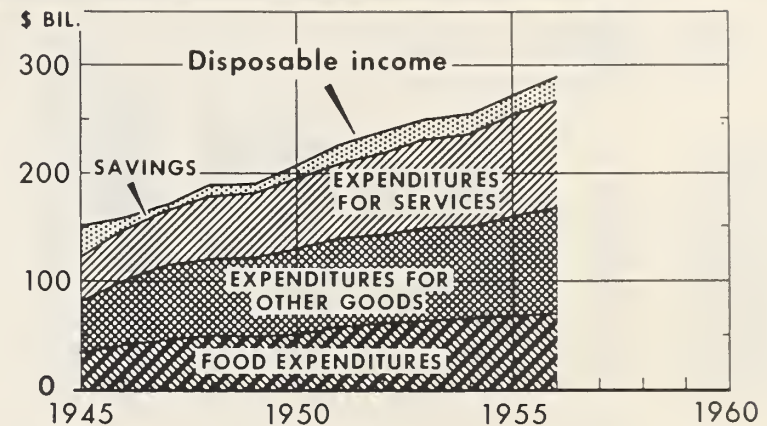 $ BIL.
300
Disposable income
SAVINGS
200
EXPENDITURES
FOR SERVICES
100
EXPENDITURES FOR
OTHER GOODS
FOOD EXPENDITURES
0
1945
1950
1955
1960